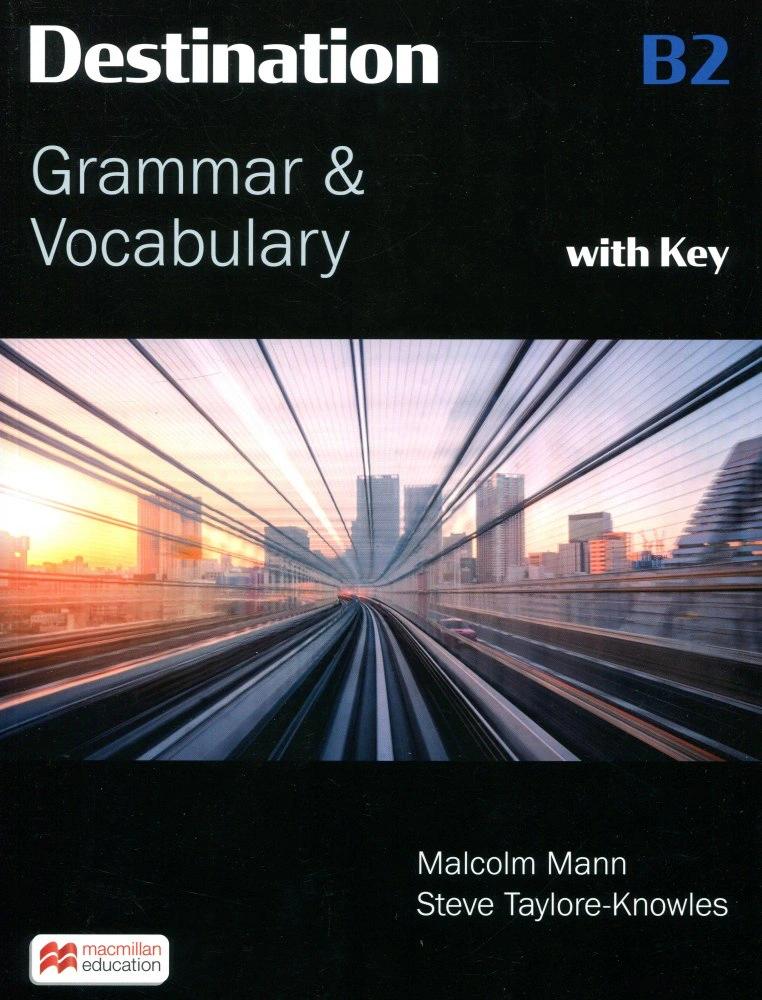 Destination B2
Grammar &
Vocabulary
with Key
Malcolm Mann
Steve Taylore-Knowles
macmillan
education